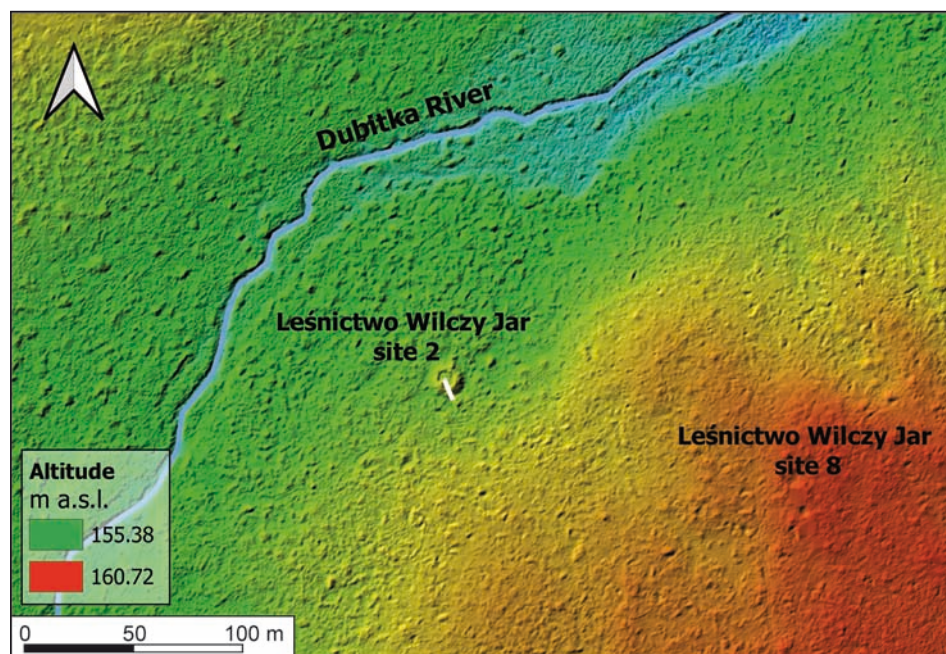 Dubitka River
Leśnictwo Wilczy Jar
site 2
Leśnictwo Wilczy Jar
site 8
Altitude
m a.s.l.
155.38
160.72
0 50 100 m